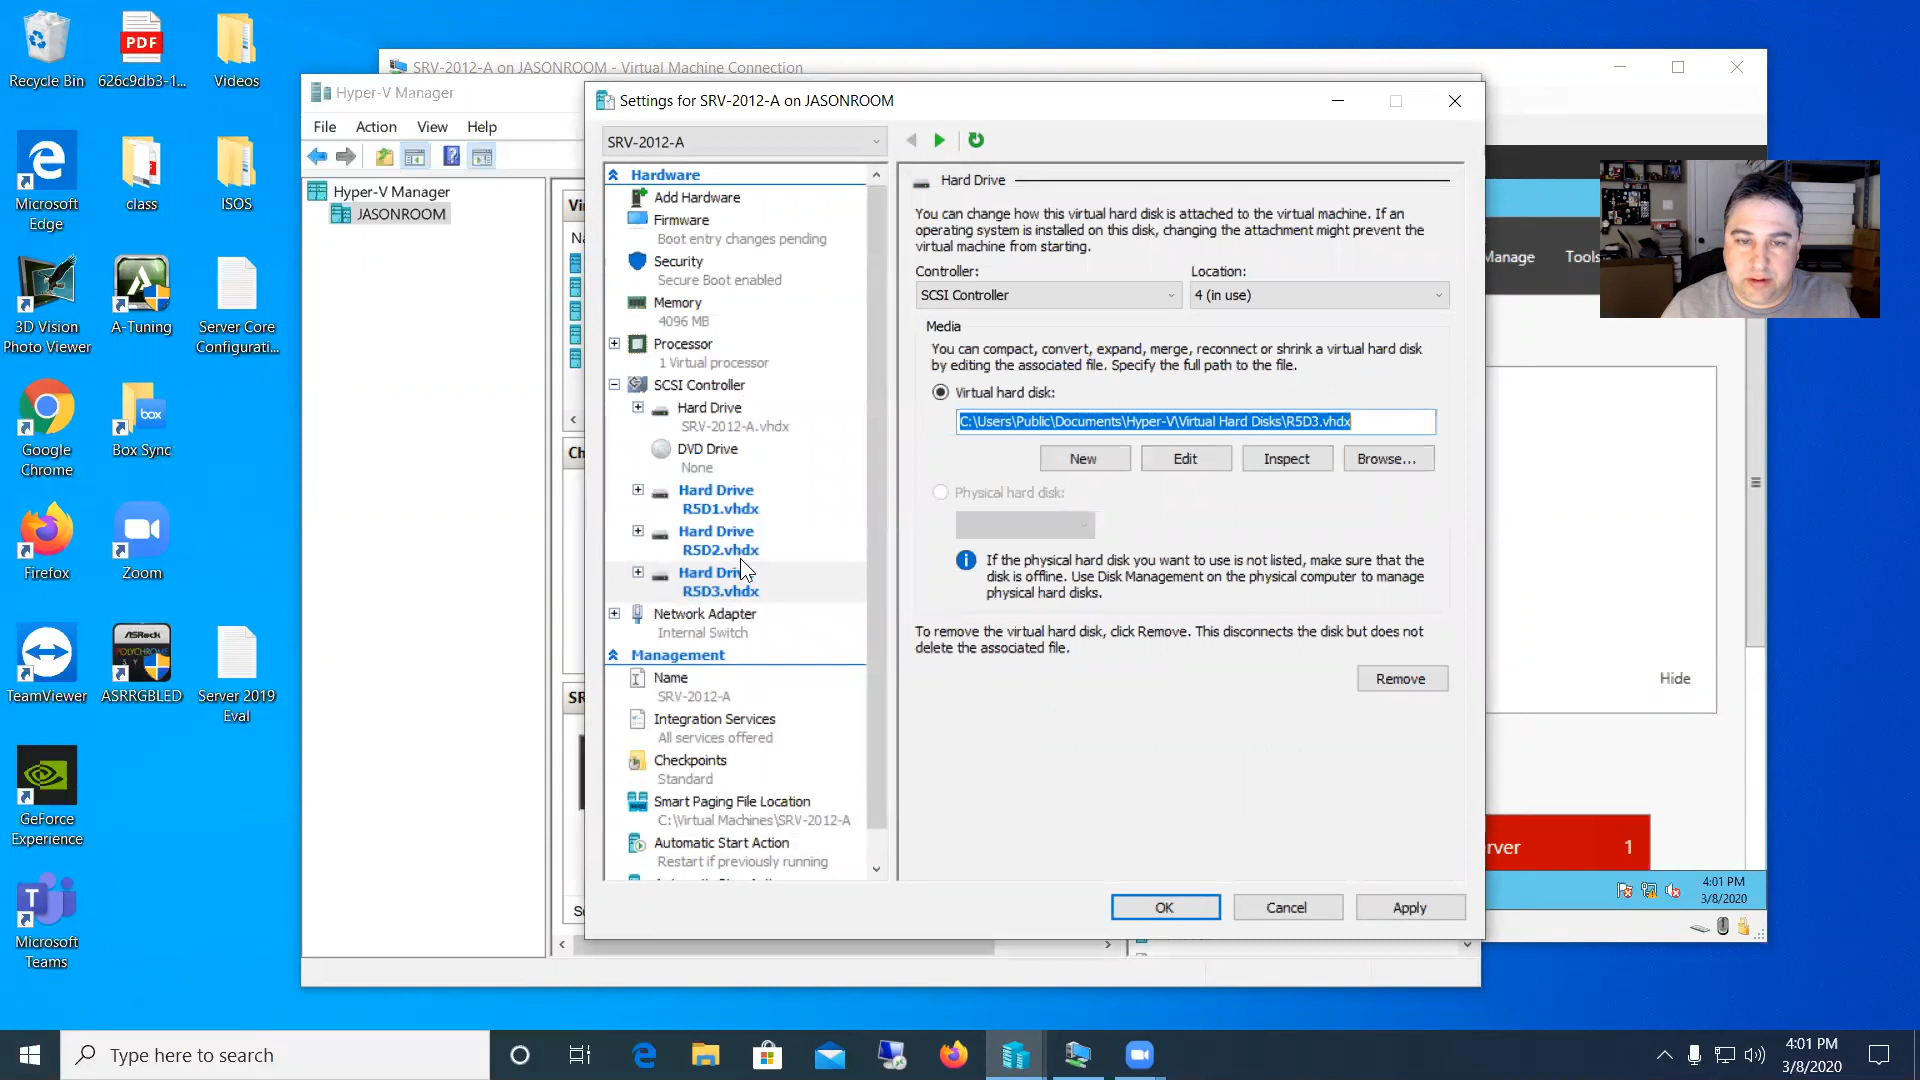 Recycle Bin
626c9db3-1...
Videos
Microsoft
Edge
class
ISOS
3D Vision
Photo Viewer
A-Tuning
Server Core
Configurati...
Google
Chrome
Box Sync
Firefox
Zoom
TeamViewer
ASRRGBLED
Server 2019
Eval
GeForce
Experience
Microsoft
Teams
SRV-2012-A on JASONROOM - Virtual Machine Connection
Hyper-V Manager
File Action View Help
Hyper-V Manager
JASONROOM
Settings for SRV-2012-A on JASONROOM
SRV-2012-A
Hardware
Add Hardware
Firmware
Boot entry changes pending
Security
Secure Boot enabled
Memory
4096 MB
Processor
1 Virtual processor
SCSI Controller
Hard Drive
SRV-2012-A.vhdx
DVD Drive
None
Hard Drive
R5D1.vhdx
Hard Drive
R5D2.vhdx
Hard Drive
R5D3.vhdx
Network Adapter
Internal Switch
Management
Name
SRV-2012-A
Integration Services
All services offered
Checkpoints
Standard
Smart Paging File Location
C:\Virtual Machines\SRV-2012-A
Automatic Start Action
Restart if previously running
Hard Drive
You can change how this virtual hard disk is attached to the virtual machine. If an
operating system is installed on this disk, changing the attachment might prevent the
virtual machine from starting.
Controller: Location:
SCSI Controller 4 (in use)
Media
You can compact, convert, expand, merge, reconnect or shrink a virtual hard disk
by editing the associated file. Specify the full path to the file.
Virtual hard disk:
C:\Users\Public\Documents\Hyper-V\Virtual Hard Disks\R5D3.vhdx
New Edit Inspect Browse...
Physical hard disk:
If the physical hard disk you want to use is not listed, make sure that the
disk is offline. Use Disk Management on the physical computer to manage
physical hard disks.
To remove the virtual hard disk, click Remove. This disconnects the disk but does not
delete the associated file.
Remove
OK Cancel Apply
Manage Tools
Hide
rver 1
4:01 PM
3/8/2020
Type here to search
4:01 PM
3/8/2020